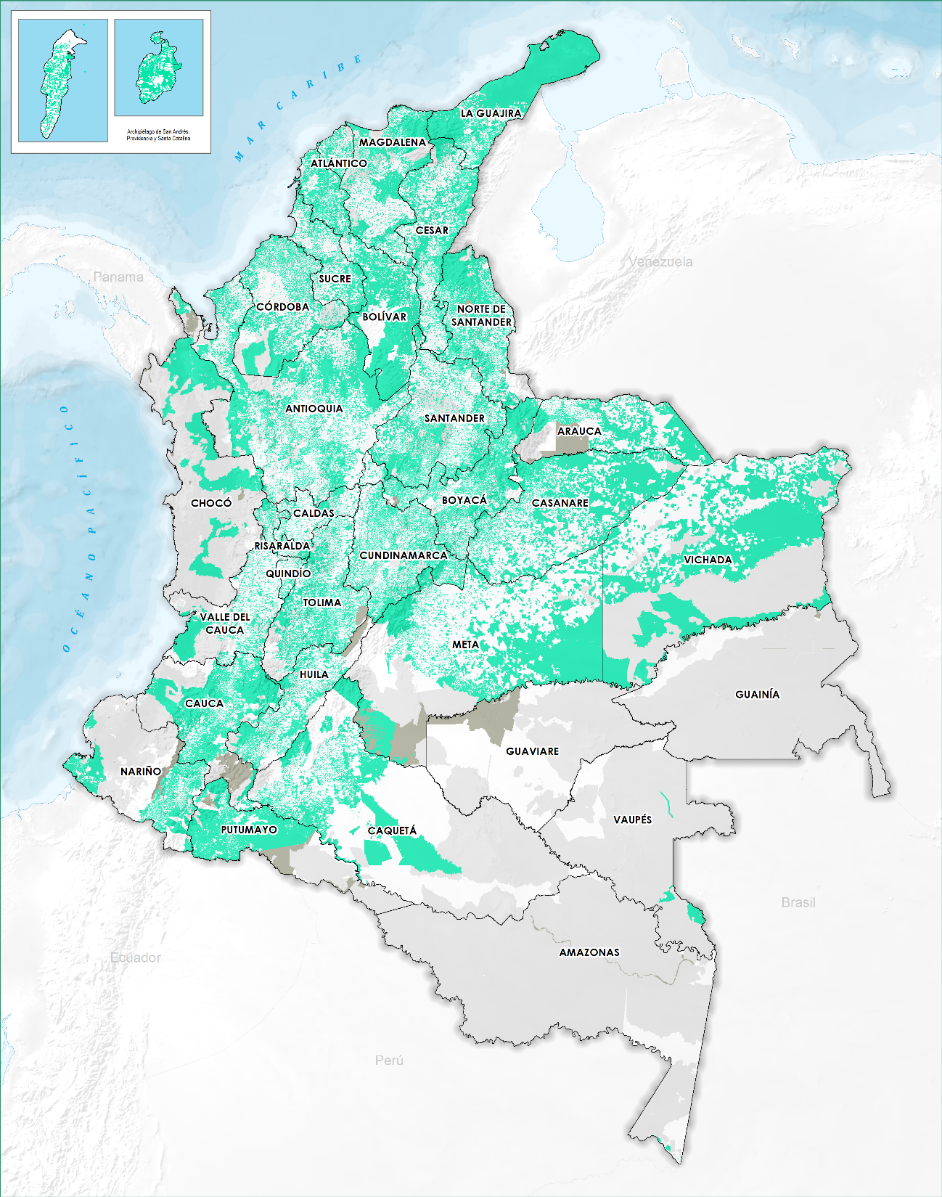 Archipiélago de San Andrés,
Providencia y Santa Catalina
MAR CARIBE
LA GUAJIRA
MAGDALENA
ATLÁNTICO
CESAR
Panama
Venezuela
SUCRE
CÓRDOBA
BOLÍVAR
NORTE DE
SANTANDER
ANTIOQUIA
SANTANDER
ARAUCA
OCÉANO PACÍFICO
CHOCÓ
BOYACÁ
CASANARE
CALDAS
RISARALDA
CUNDINAMARCA
VICHADA
QUINDÍO
TOLIMA
VALLE DEL
CAUCA
META
HUILA
GUAINÍA
CAUCA
GUAVIARE
NARIÑO
VAUPÉS
PUTUMAYO
CAQUETÁ
Brasil
AMAZONAS
Ecuador
Perú